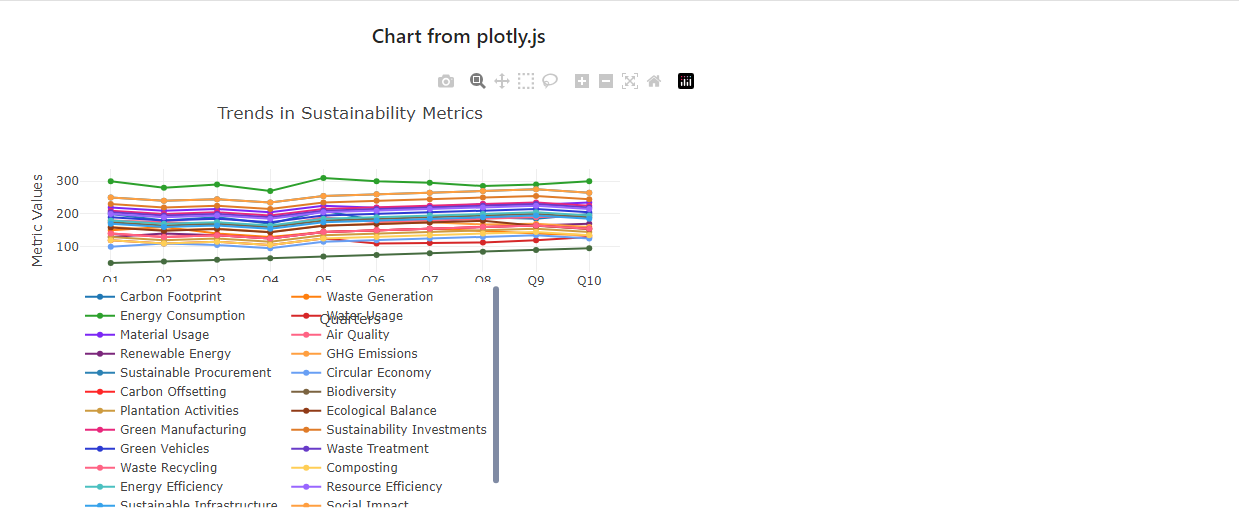 Chart from plotly.js
Trends in Sustainability Metrics
Metric Values
300
200
100
Q1 Q2 Q3 Q4 Q5 Q6 Q7 Q8 Q9 Q10
Quarters
Carbon Footprint Waste Generation
Energy Consumption Water Usage
Material Usage Air Quality
Renewable Energy GHG Emissions
Sustainable Procurement Circular Economy
Carbon Offsetting Biodiversity
Plantation Activities Ecological Balance
Green Manufacturing Sustainability Investments
Green Vehicles Waste Treatment
Waste Recycling Composting
Energy Efficiency Resource Efficiency
Sustainable Infrastructure Social Impact